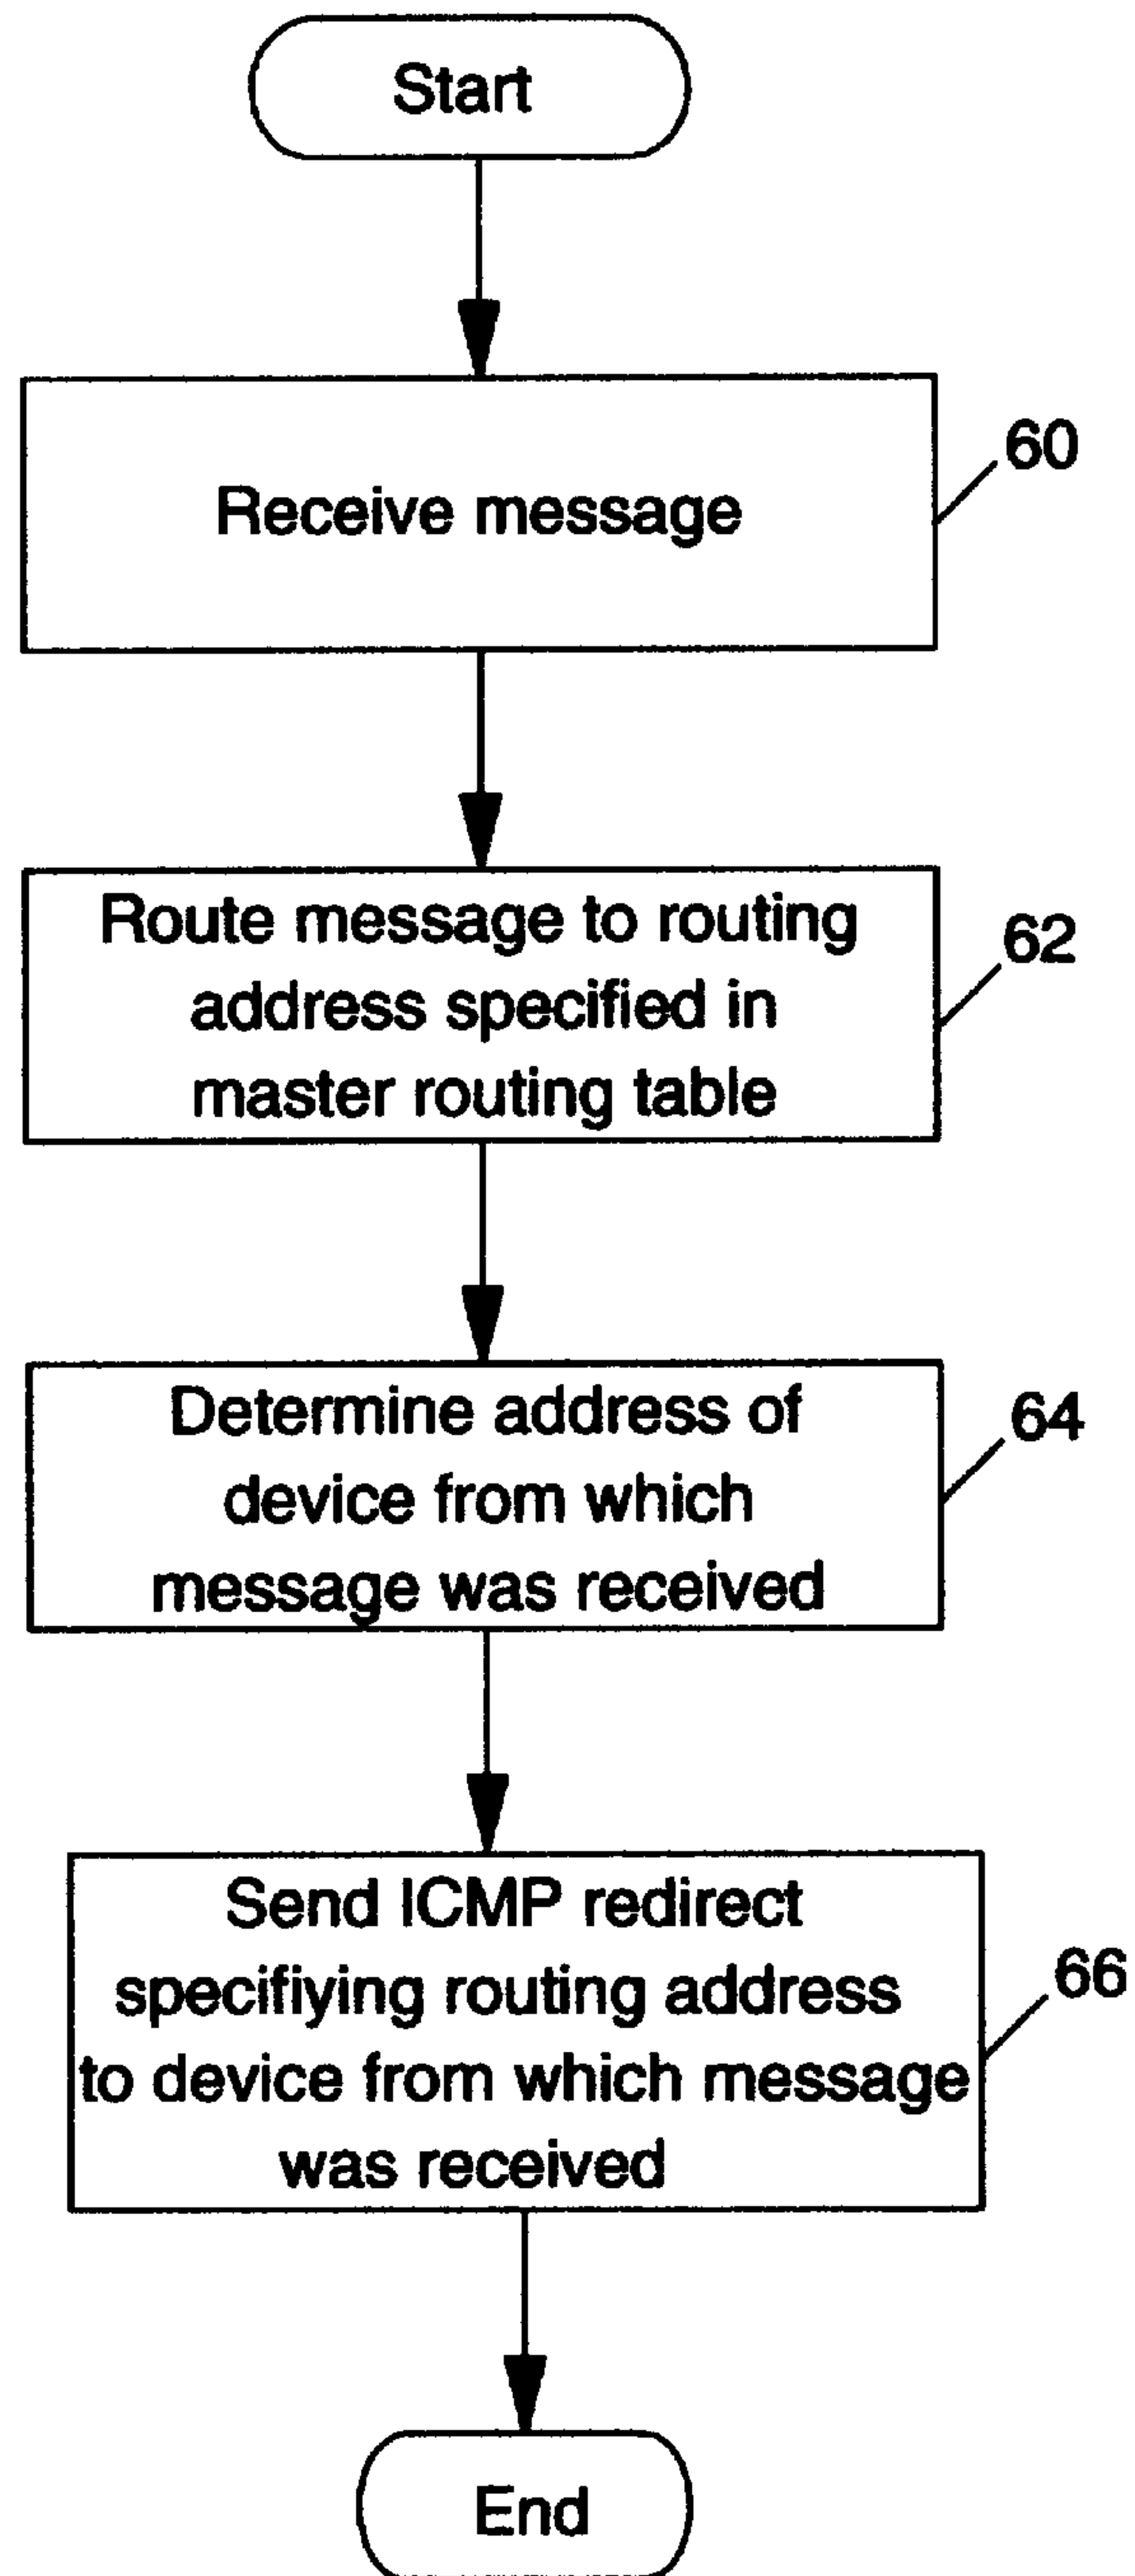 Start
Receive message
60
Route message to routing
address specified in
master routing table
62
Determine address of
device from which
message was received
64
Send ICMP redirect
specifiying routing address
to device from which message
was received
66
End